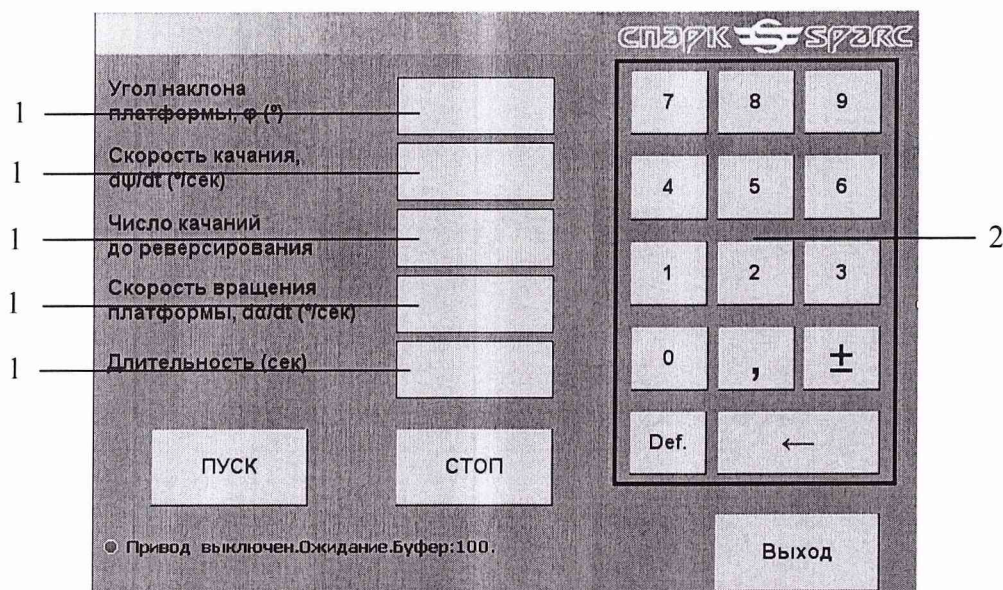 спарк S sparc
Угол наклона
платформы, φ (º)
1
Скорость качания,
dψ/dt (º/сек)
1
Число качаний
до реверсирования
1
Скорость вращения
платформы, dα/dt (º/сек)
1
Длительность (сек)
1
7 8 9
4 5 6
1 2 3
0 , ±
Def. ←
2
ПУСК СТОП
Привод выключен.Ожидание.Буфер:100.
Выход